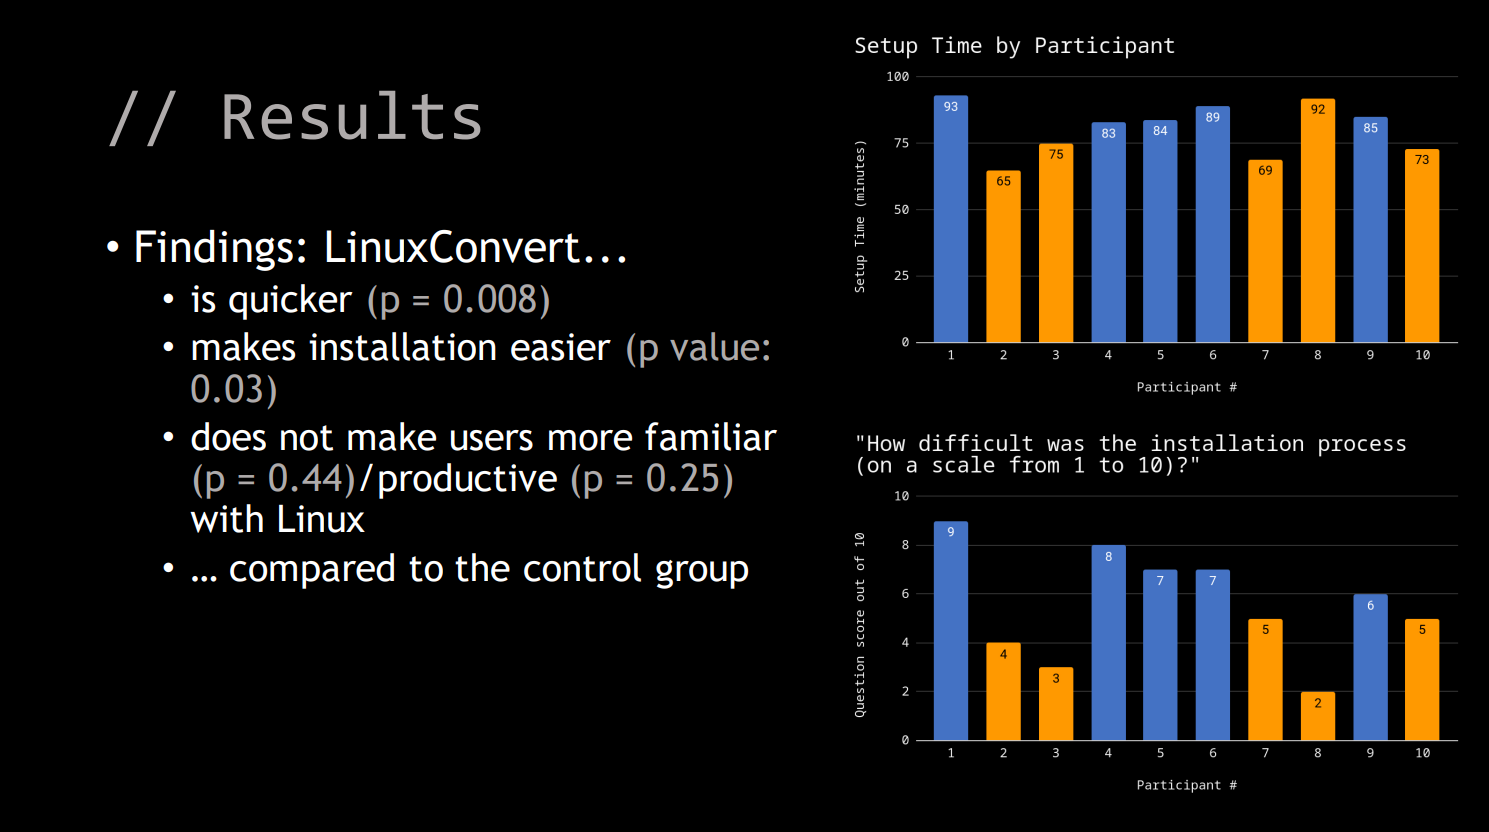 // Results
• Findings: LinuxConvert...
• is quicker (p = 0.008)
• makes installation easier (p value:
0.03)
• does not make users more familiar
(p = 0.44)/productive (p = 0.25)
with Linux
• … compared to the control group
Setup Time by Participant
Setup Time (minutes)
100
75
50
25
0
93
65
75
83
84
89
69
92
85
73
1 2 3 4 5 6 7 8 9 10
Participant #
"How difficult was the installation process
(on a scale from 1 to 10)?"
Question score out of 10
10
8
6
4
2
0
9
4
3
8
7
7
5
2
6
5
1 2 3 4 5 6 7 8 9 10
Participant #